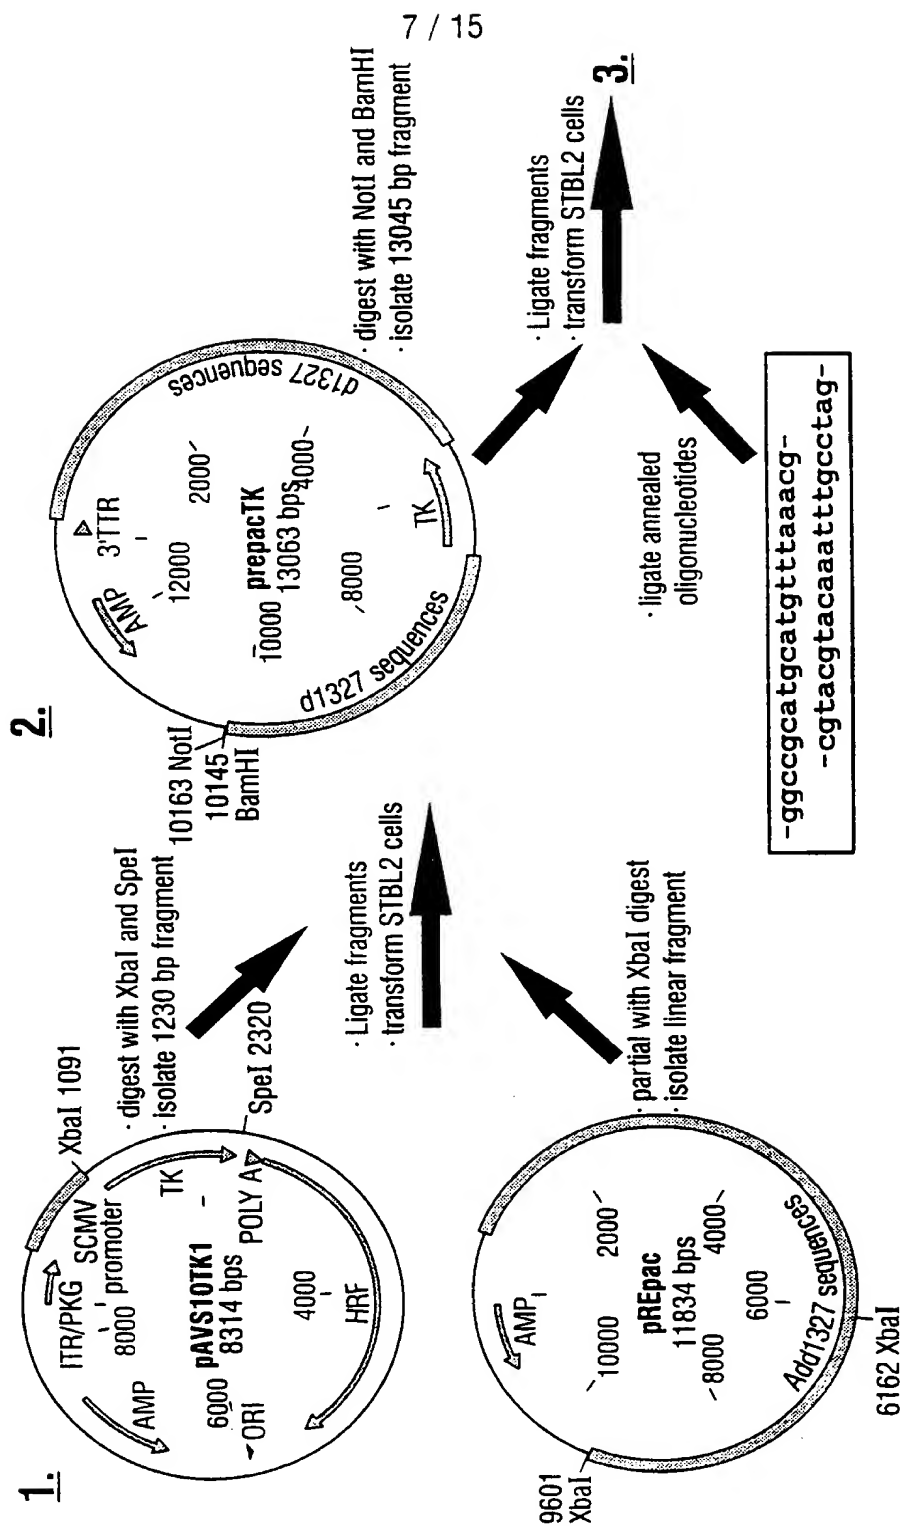 7 / 15
1.
ITR/PKG
SCMV
promoter
XbaI 1091
TK
8000
AMP
pAVS10TK1
8314 bps
6000
ORI
POLY A
4000
HRF
SpeI 2320
· digest with XbaI and SpeI
· isolate 1230 bp fragment
AMP
pREpac
11834 bps
10000
2000
8000
4000
6000
Add1327 sequences
9601
XbaI
6162 XbaI
· partial with XbaI digest
· isolate linear fragment
· Ligate fragments
· transform STBL2 cells
2.
10163 NotI
10145
BamHI
AMP
3'TTR
12000
2000
prepacTK
13063 bps
10000
4000
8000
TK
d1327 sequences
d1327 sequences
· digest with NotI and BamHI
· isolate 13045 bp fragment
· ligate annealed
oligonucleotides
-ggccgcatgcatgtttaaacg-
-cgtacgtacaaatttgcctag-
· Ligate fragments
· transform STBL2 cells
3.